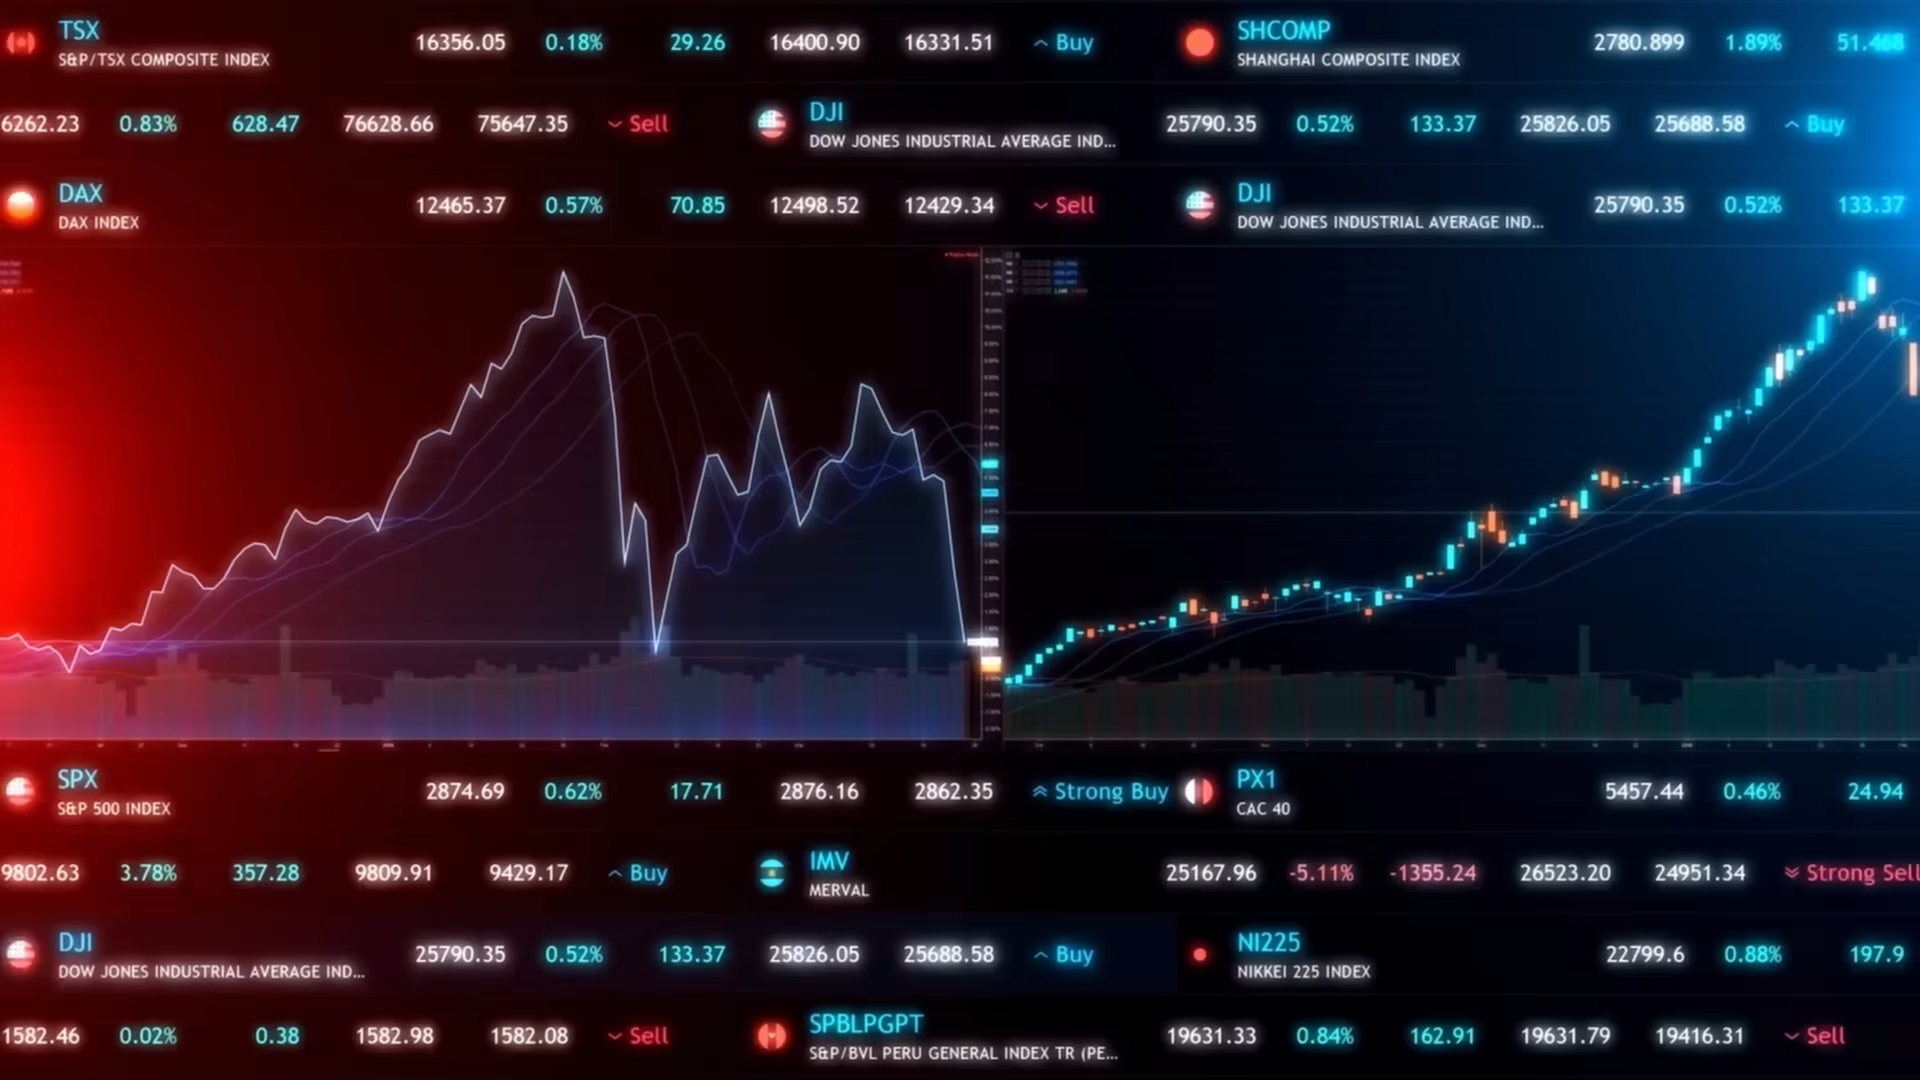 TSX 16356.05 0.18% 29.26 16400.90 16331.51 Buy
S&P/TSX COMPOSITE INDEX
SHCOMP 2780.899 1.89% 51.468
SHANGHAI COMPOSITE INDEX
6262.23 0.83% 628.47 76628.66 75647.35 Sell
DJI 25790.35 0.52% 133.37 25826.05 25688.58 Buy
DOW JONES INDUSTRIAL AVERAGE IND...
DAX 12465.37 0.57% 70.85 12498.52 12429.34 Sell
DAX INDEX
DJI 25790.35 0.52% 133.37
DOW JONES INDUSTRIAL AVERAGE IND...
SPX 2874.69 0.62% 17.71 2876.16 2862.35 Strong Buy
S&P 500 INDEX
PX1 5457.44 0.46% 24.94
CAC 40
9802.63 3.78% 357.28 9809.91 9429.17 Buy
IMV 25167.96 -5.11% -1355.24 26523.20 24951.34 Strong Sell
MERVAL
DJI 25790.35 0.52% 133.37 25826.05 25688.58 Buy
DOW JONES INDUSTRIAL AVERAGE IND...
NI225 22799.6 0.88% 197.9
NIKKEI 225 INDEX
1582.46 0.02% 0.38 1582.98 1582.08 Sell
SPBLPGPT 19631.33 0.84% 162.91 19631.79 19416.31 Sell
S&P/BVL PERU GENERAL INDEX TR (PE...